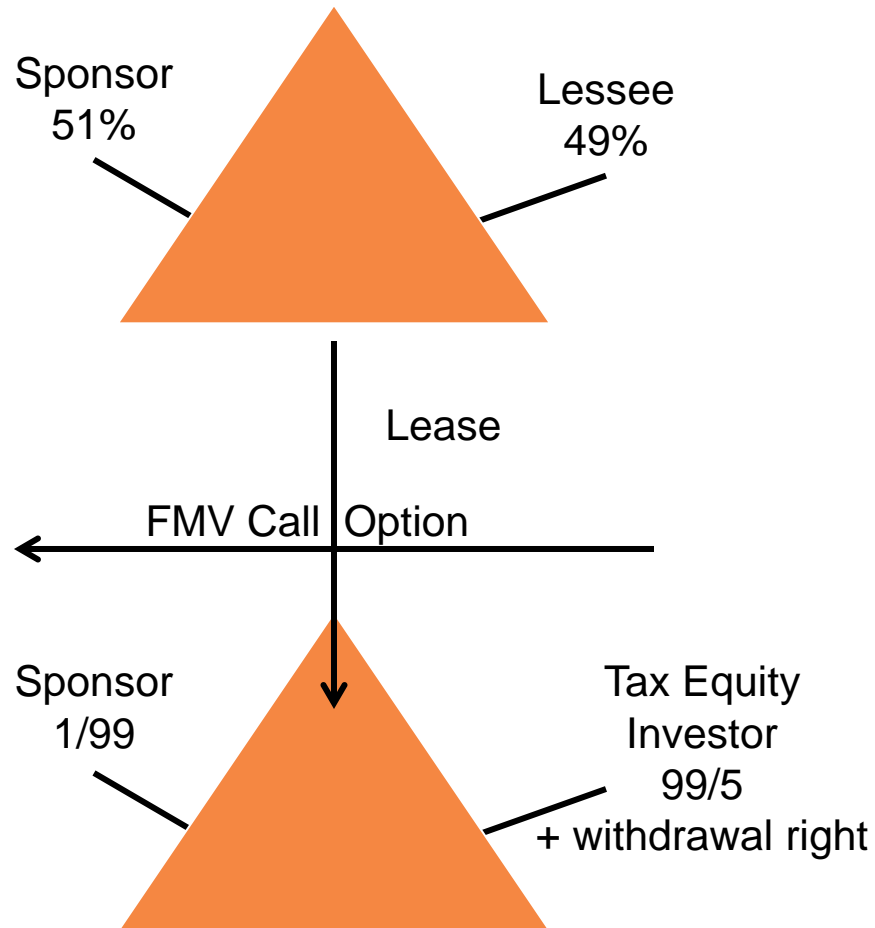 Sponsor
51%
Lessee
49%
Lease
FMV Call Option
Sponsor
1/99
Tax Equity
Investor
99/5
+ withdrawal right